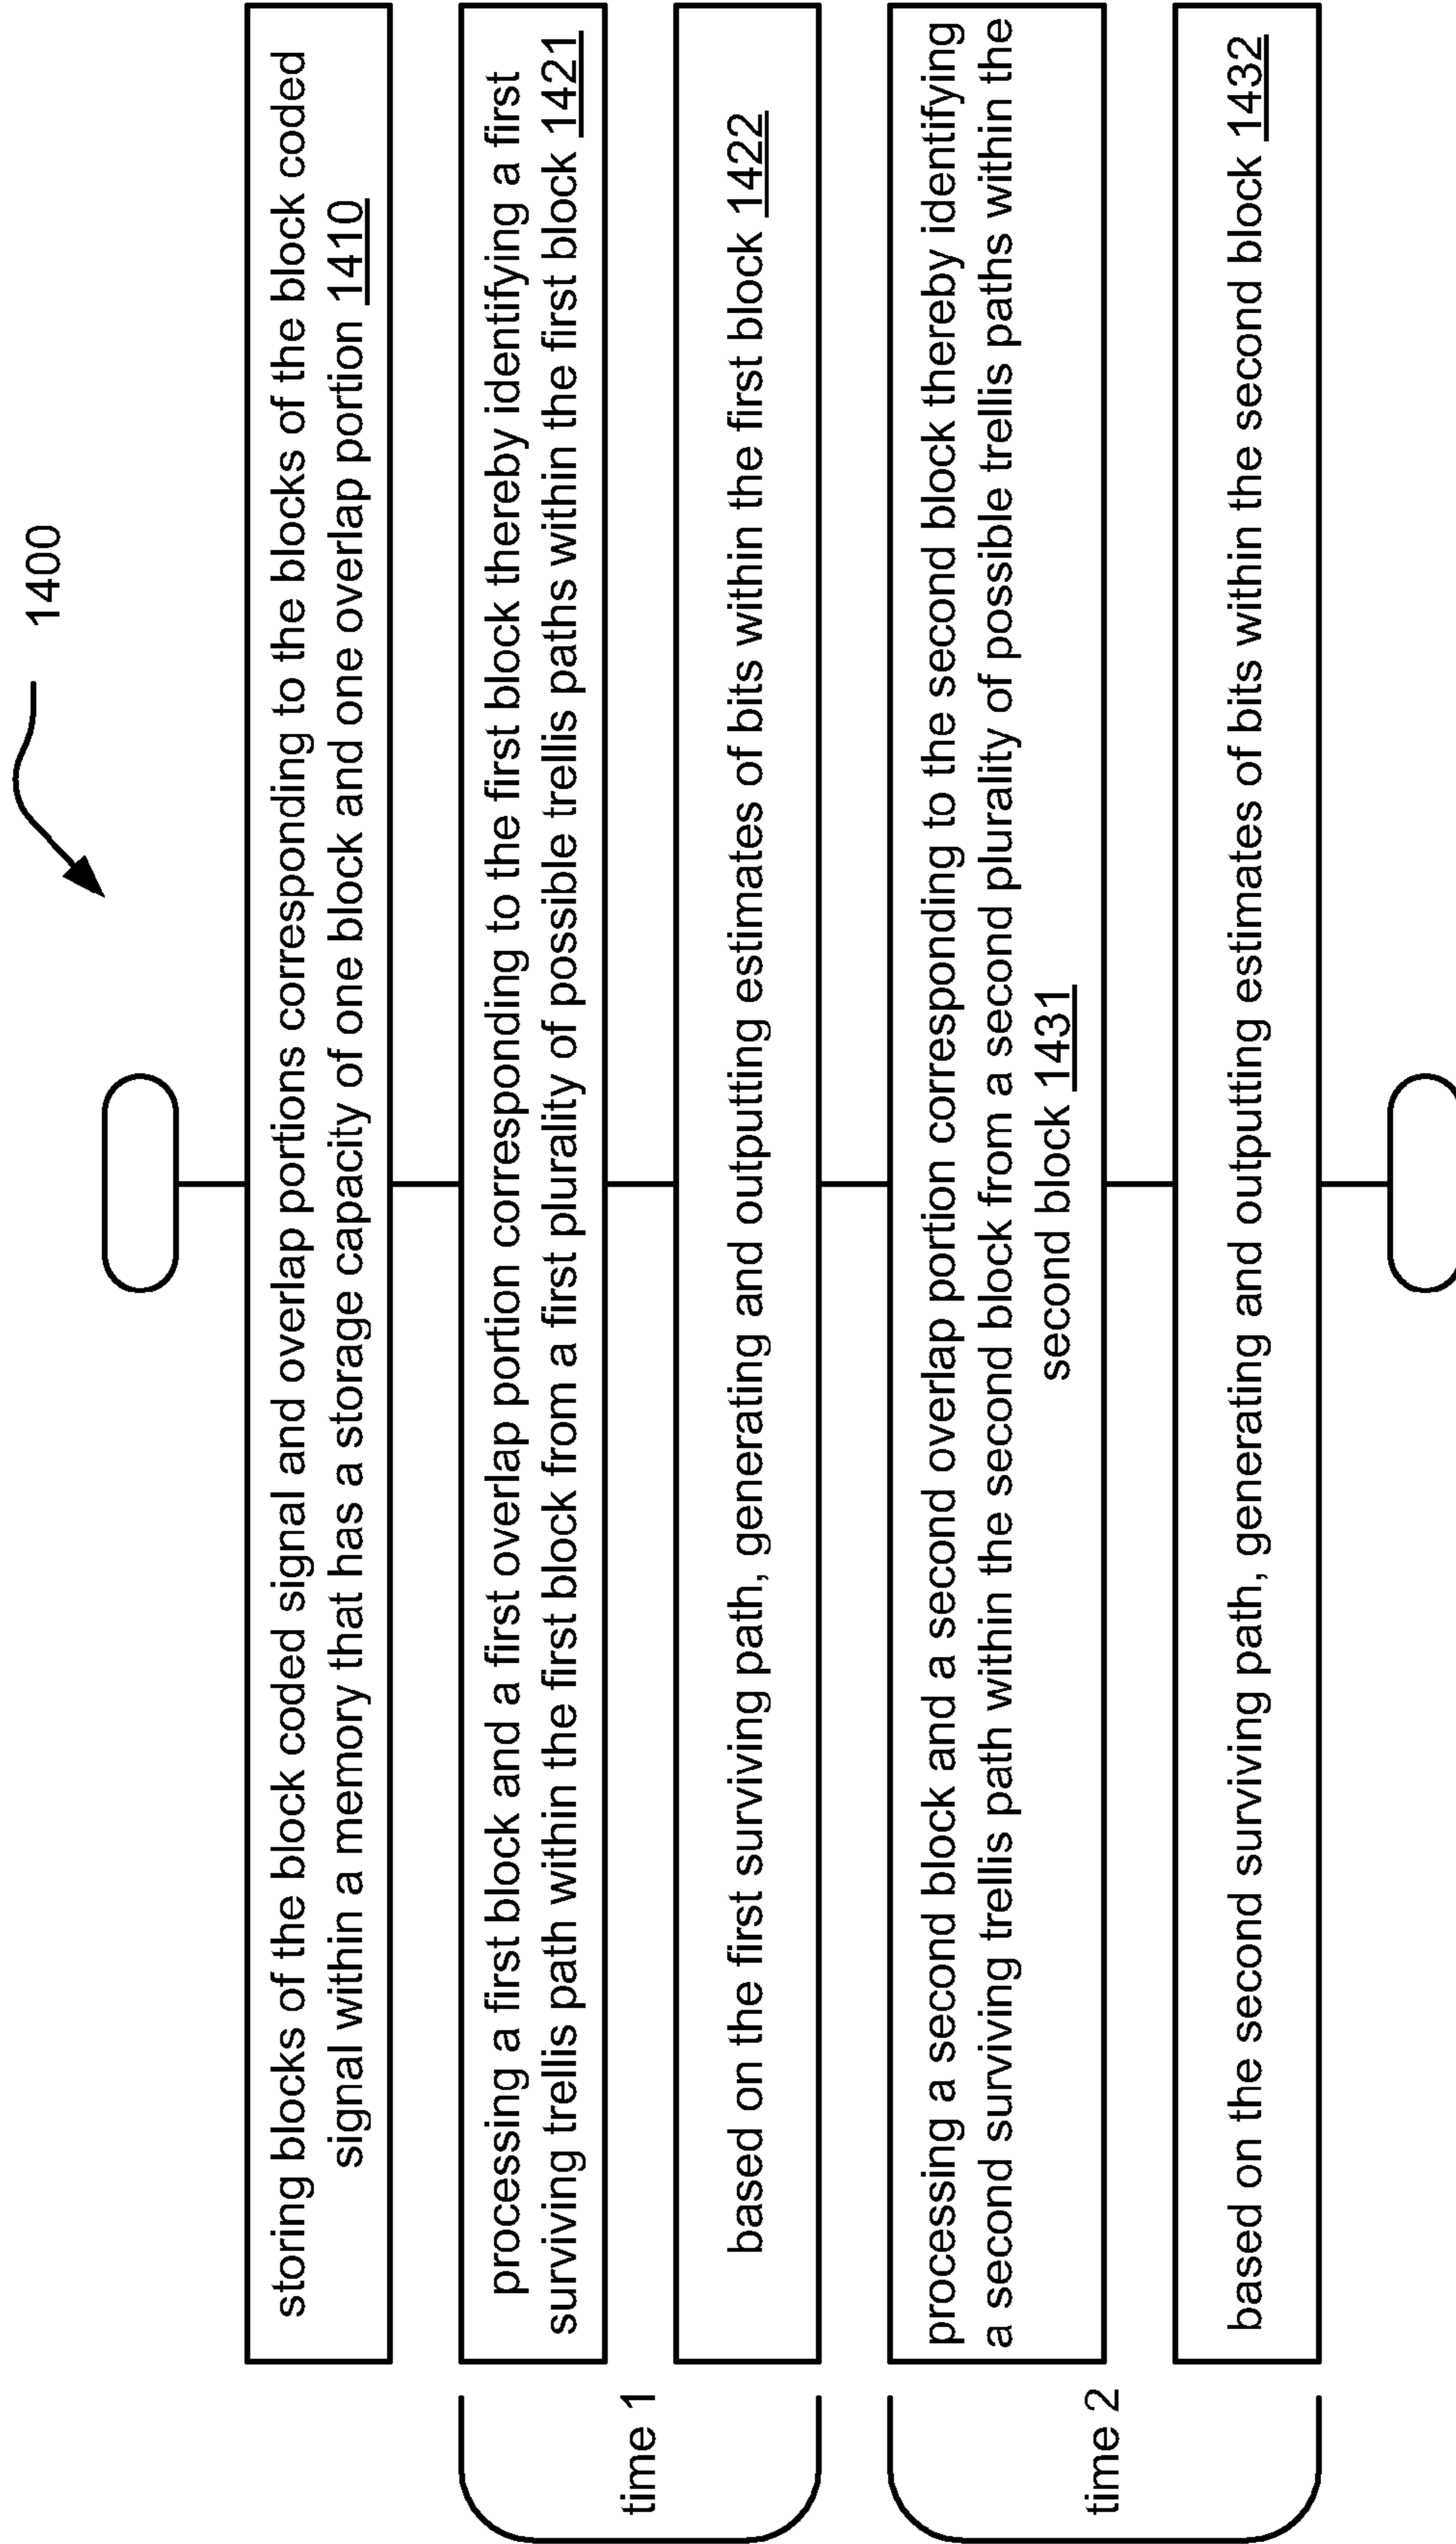 1400
storing blocks of the block coded signal and overlap portions corresponding to the blocks of the block coded
signal within a memory that has a storage capacity of one block and one overlap portion 1410
time 1
processing a first block and a first overlap portion corresponding to the first block thereby identifying a first
surviving trellis path within the first block from a first plurality of possible trellis paths within the first block 1421
based on the first surviving path, generating and outputting estimates of bits within the first block 1422
time 2
processing a second block and a second overlap portion corresponding to the second block thereby identifying
a second surviving trellis path within the second block from a second plurality of possible trellis paths within the
second block 1431
based on the second surviving path, generating and outputting estimates of bits within the second block 1432